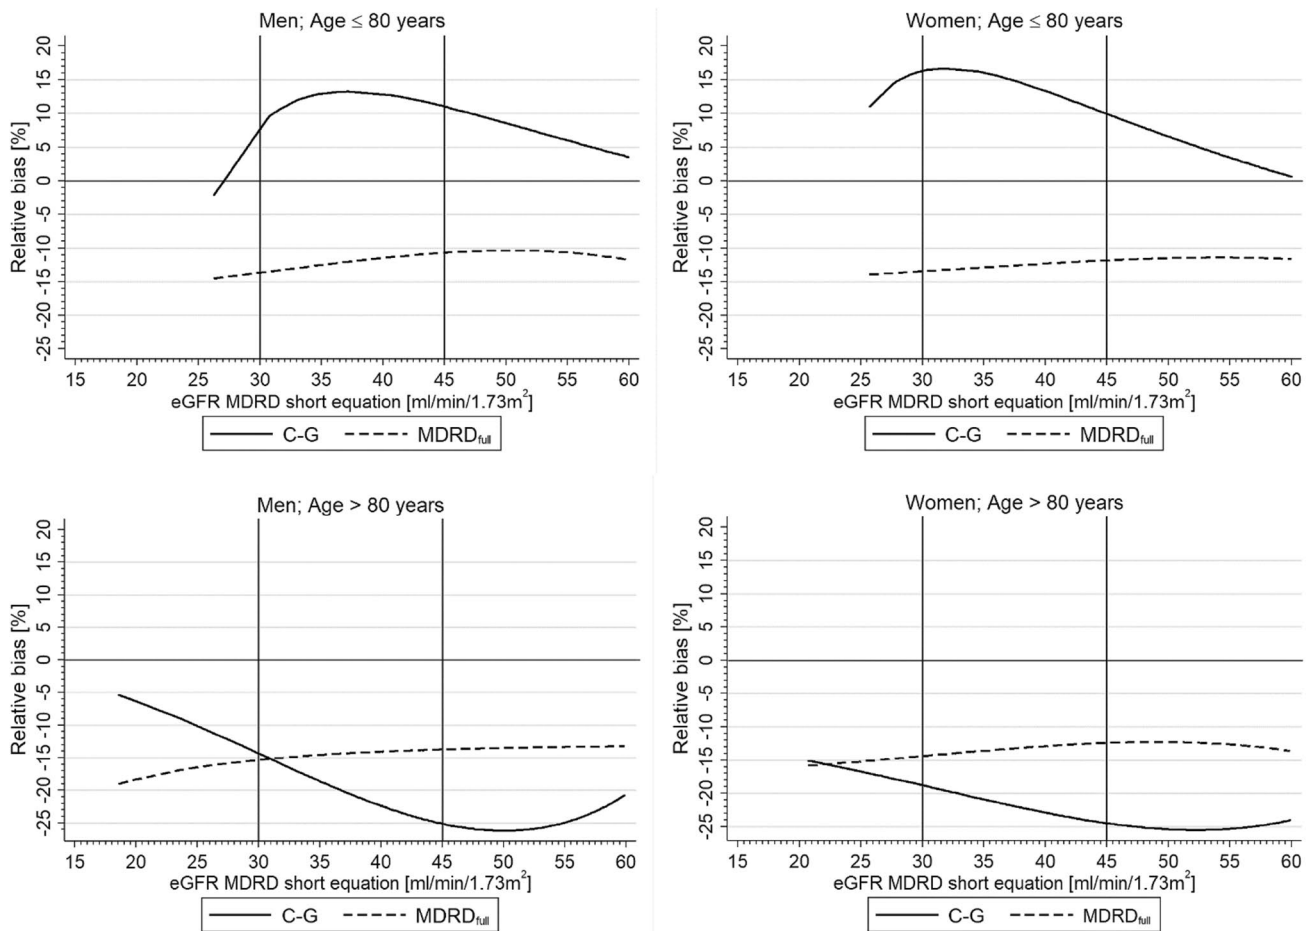 Men; Age ≤ 80 years
Relative bias [%]
20
15
10
5
0
-5
-10
-15
-20
-25
15 20 25 30 35 40 45 50 55 60
eGFR MDRD short equation [ml/min/1.73m²]
C-G MDRDfull
Women; Age ≤ 80 years
Relative bias [%]
20
15
10
5
0
-5
-10
-15
-20
-25
15 20 25 30 35 40 45 50 55 60
eGFR MDRD short equation [ml/min/1.73m²]
C-G MDRDfull
Men; Age > 80 years
Relative bias [%]
20
15
10
5
0
-5
-10
-15
-20
-25
15 20 25 30 35 40 45 50 55 60
eGFR MDRD short equation [ml/min/1.73m²]
C-G MDRDfull
Women; Age > 80 years
Relative bias [%]
20
15
10
5
0
-5
-10
-15
-20
-25
15 20 25 30 35 40 45 50 55 60
eGFR MDRD short equation [ml/min/1.73m²]
C-G MDRDfull